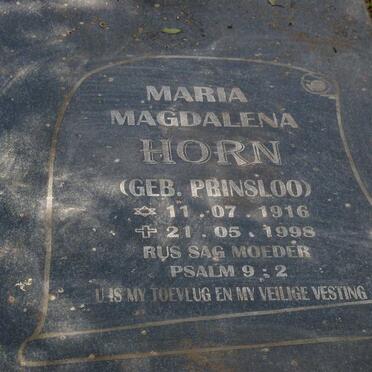 MARIA
MAGDALENA
HORN
(GEB. PRINSLOO)
✡ 11.07.1916
✝ 21.05.1998
RUS SAG MOEDER
PSALM 9:2
U IS MY TOEVLUG EN MY VEILIGE VESTING